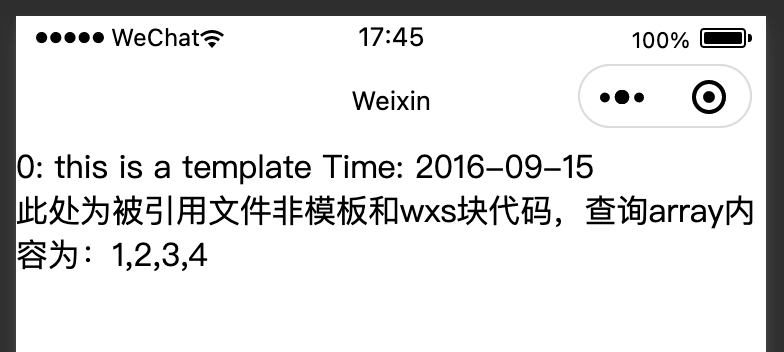 WeChat 17:45 100%
Weixin
0: this is a template Time: 2016-09-15
此处为被引用文件非模板和wxs块代码，查询array内
容为：1,2,3,4